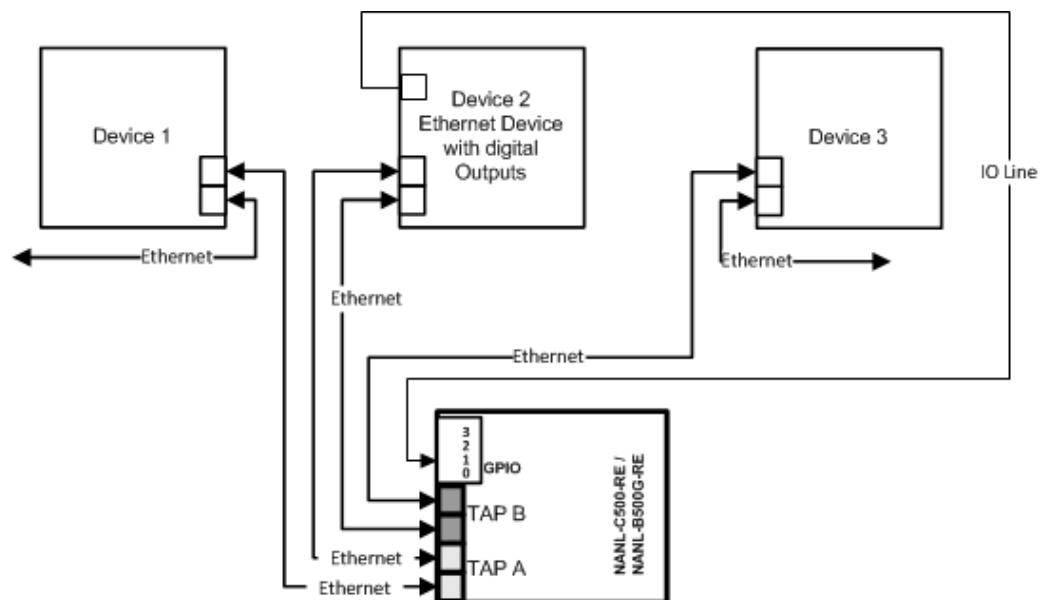 Device 1
Device 2
Ethernet Device
with digital
Outputs
Device 3
IO Line
Ethernet
Ethernet
Ethernet
Ethernet
3
2
1
0
GPIO
TAP B
TAP A
NANL-C500-RE /
NANL-B500G-RE
Ethernet
Ethernet